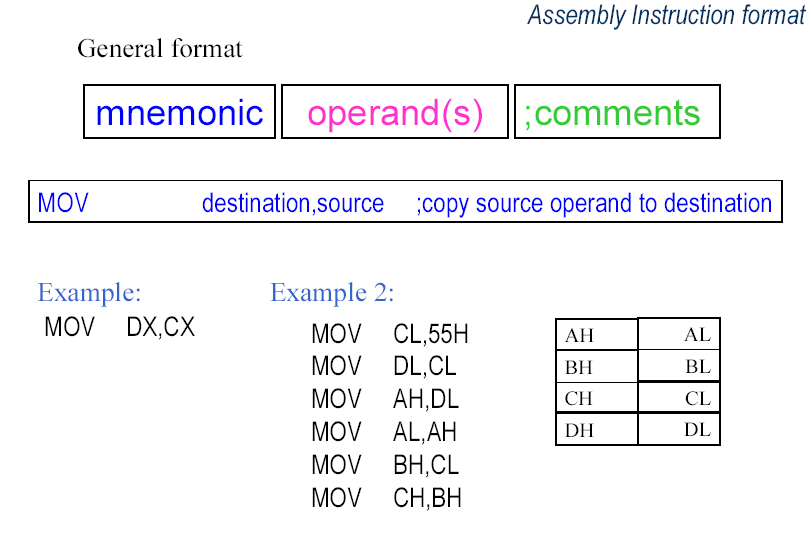 Assembly Instruction format
General format
mnemonic operand(s) ;comments
MOV destination,source ;copy source operand to destination
Example:
MOV DX,CX
Example 2:
MOV CL,55H
MOV DL,CL
MOV AH,DL
MOV AL,AH
MOV BH,CL
MOV CH,BH
AH AL
BH BL
CH CL
DH DL